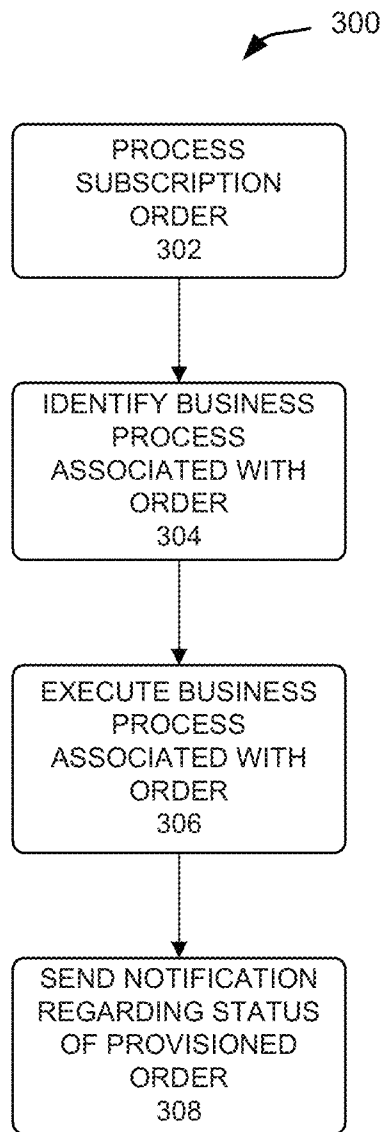 300
PROCESS
SUBSCRIPTION
ORDER
302
IDENTIFY BUSINESS
PROCESS
ASSOCIATED WITH
ORDER
304
EXECUTE BUSINESS
PROCESS
ASSOCIATED WITH
ORDER
306
SEND NOTIFICATION
REGARDING STATUS
OF PROVISIONED
ORDER
308